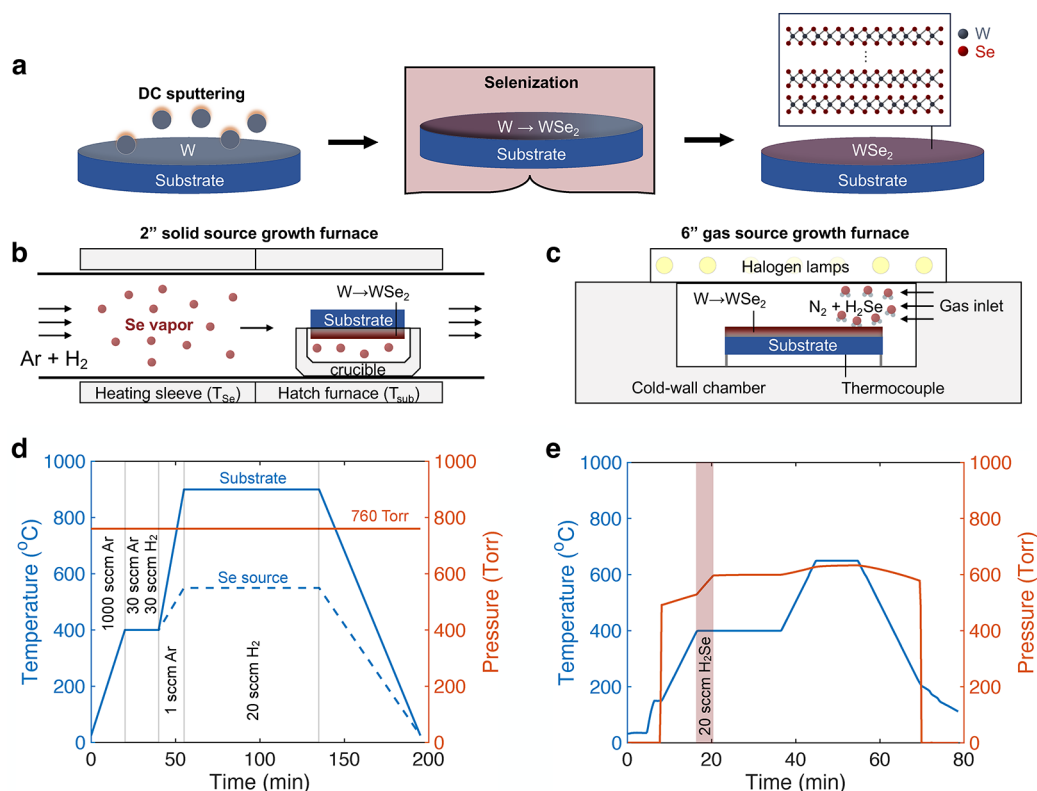 a
DC sputtering
W
Substrate
Selenization
W → WSe₂
Substrate
⋮
W
Se
WSe₂
Substrate
b
2” solid source growth furnace
Se vapor
Ar + H₂
W→WSe₂
Substrate
crucible
Heating sleeve (T_Se)
Hatch furnace (T_sub)
c
6” gas source growth furnace
Halogen lamps
W→WSe₂
N₂ + H₂Se
Gas inlet
Substrate
Cold-wall chamber
Thermocouple
d
Temperature (⁰C)
1000
800
600
400
200
0
1000 sccm Ar
30 sccm Ar
30 sccm H₂
1 sccm Ar
20 sccm H₂
Substrate
760 Torr
Se source
1000
800
600
400
200
0
Pressure (Torr)
0 50 100 150 200
Time (min)
e
Temperature (⁰C)
1000
800
600
400
200
0
20 sccm H₂Se
1000
800
600
400
200
0
Pressure (Torr)
0 20 40 60 80
Time (min)